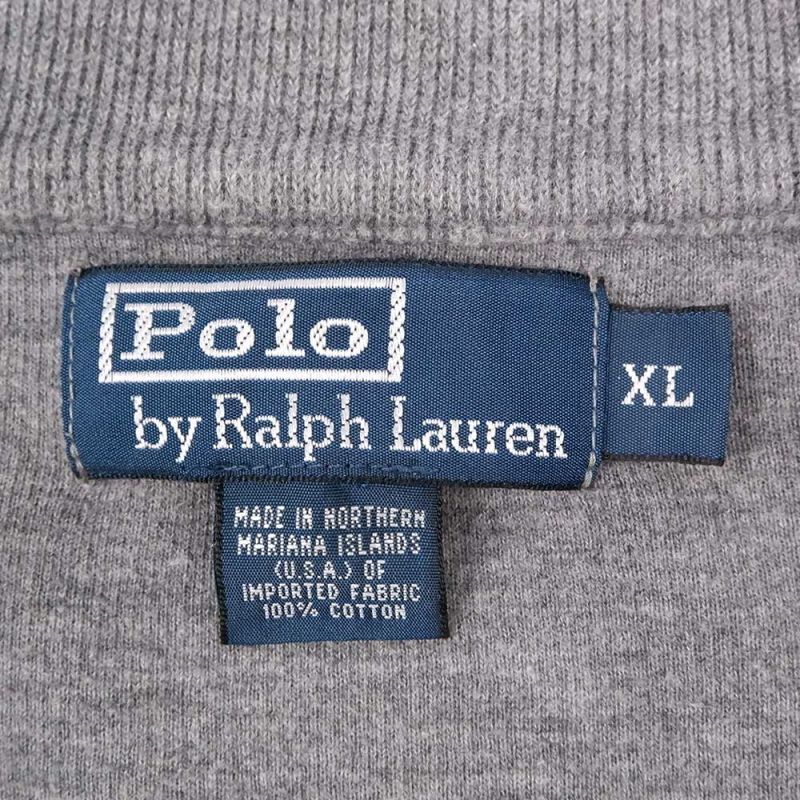 Polo
by Ralph Lauren
XL
MADE IN NORTHERN
MARIANA ISLANDS
(U.S.A.) OF
IMPORTED FABRIC
100% COTTON